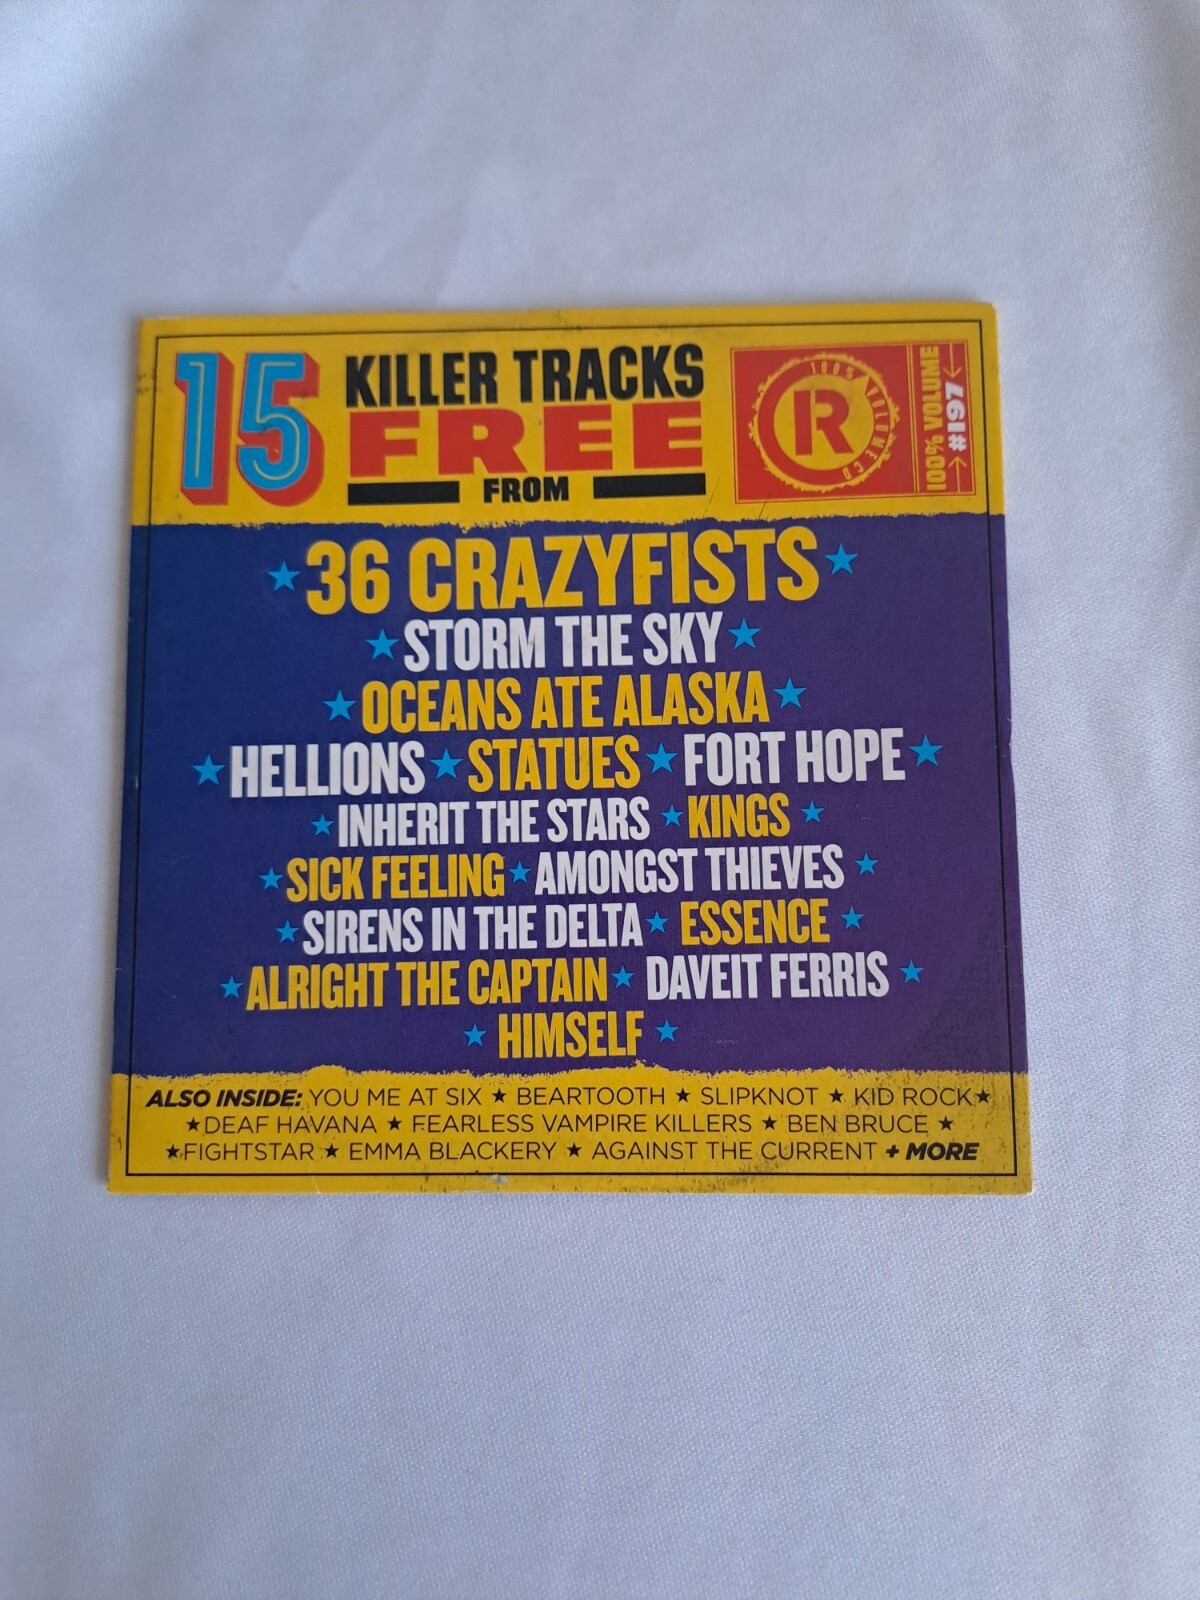 15 KILLER TRACKS
FREE
FROM
R
100% VOLUME CD
100% VOLUME
#197
★ 36 CRAZYFISTS ★
★ STORM THE SKY ★
★ OCEANS ATE ALASKA ★
★ HELLIONS ★ STATUES ★ FORT HOPE ★
★ INHERIT THE STARS ★ KINGS ★
★ SICK FEELING ★ AMONGST THIEVES ★
★ SIRENS IN THE DELTA ★ ESSENCE ★
★ ALRIGHT THE CAPTAIN ★ DAVEIT FERRIS ★
★ HIMSELF ★
ALSO INSIDE: YOU ME AT SIX ★ BEARTOOTH ★ SLIPKNOT ★ KID ROCK ★
★ DEAF HAVANA ★ FEARLESS VAMPIRE KILLERS ★ BEN BRUCE ★
★ FIGHTSTAR ★ EMMA BLACKERY ★ AGAINST THE CURRENT + MORE